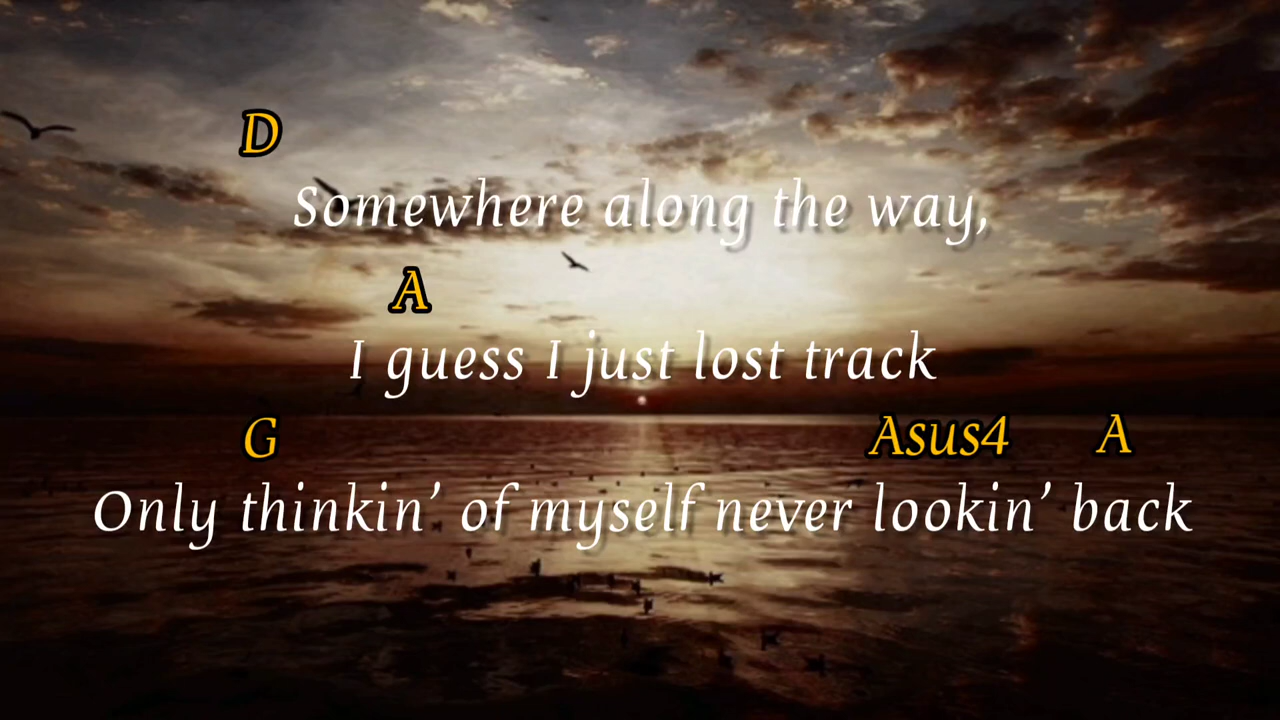 D
Somewhere along the way,
A
I guess I just lost track
G Asus4 A
Only thinkin’ of myself never lookin’ back